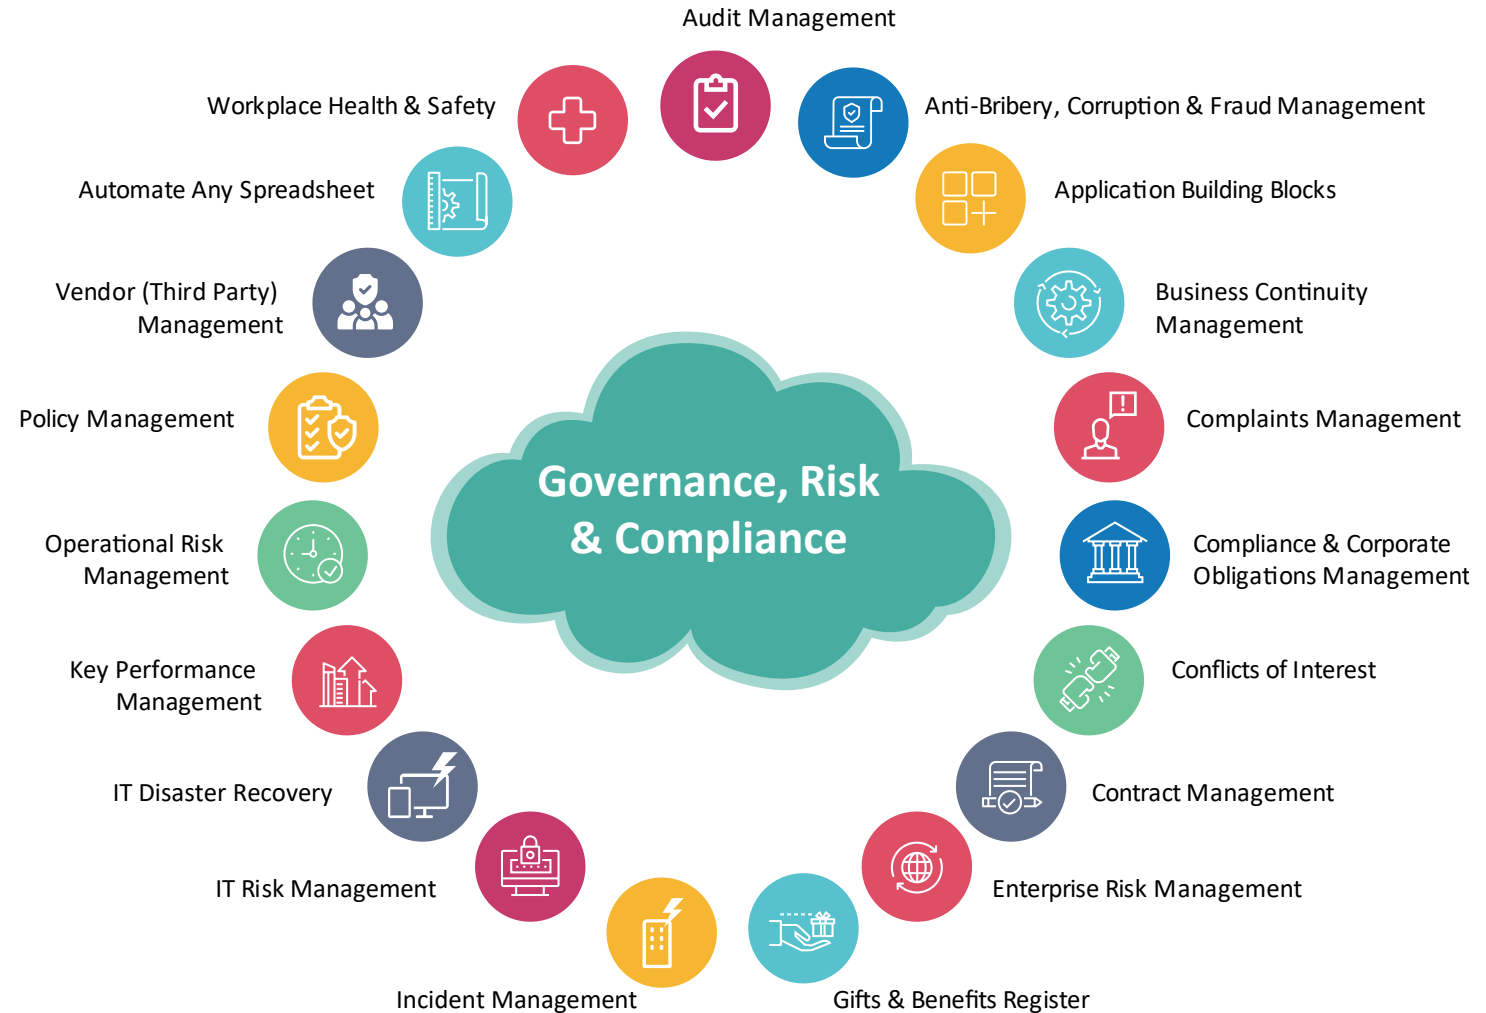 Audit Management
Anti-Bribery, Corruption & Fraud Management
Application Building Blocks
Business Continuity
Management
Complaints Management
Compliance & Corporate
Obligations Management
Conflicts of Interest
Contract Management
Enterprise Risk Management
Gifts & Benefits Register
Incident Management
IT Risk Management
IT Disaster Recovery
Key Performance
Management
Operational Risk
Management
Policy Management
Vendor (Third Party)
Management
Automate Any Spreadsheet
Workplace Health & Safety
Governance, Risk
& Compliance